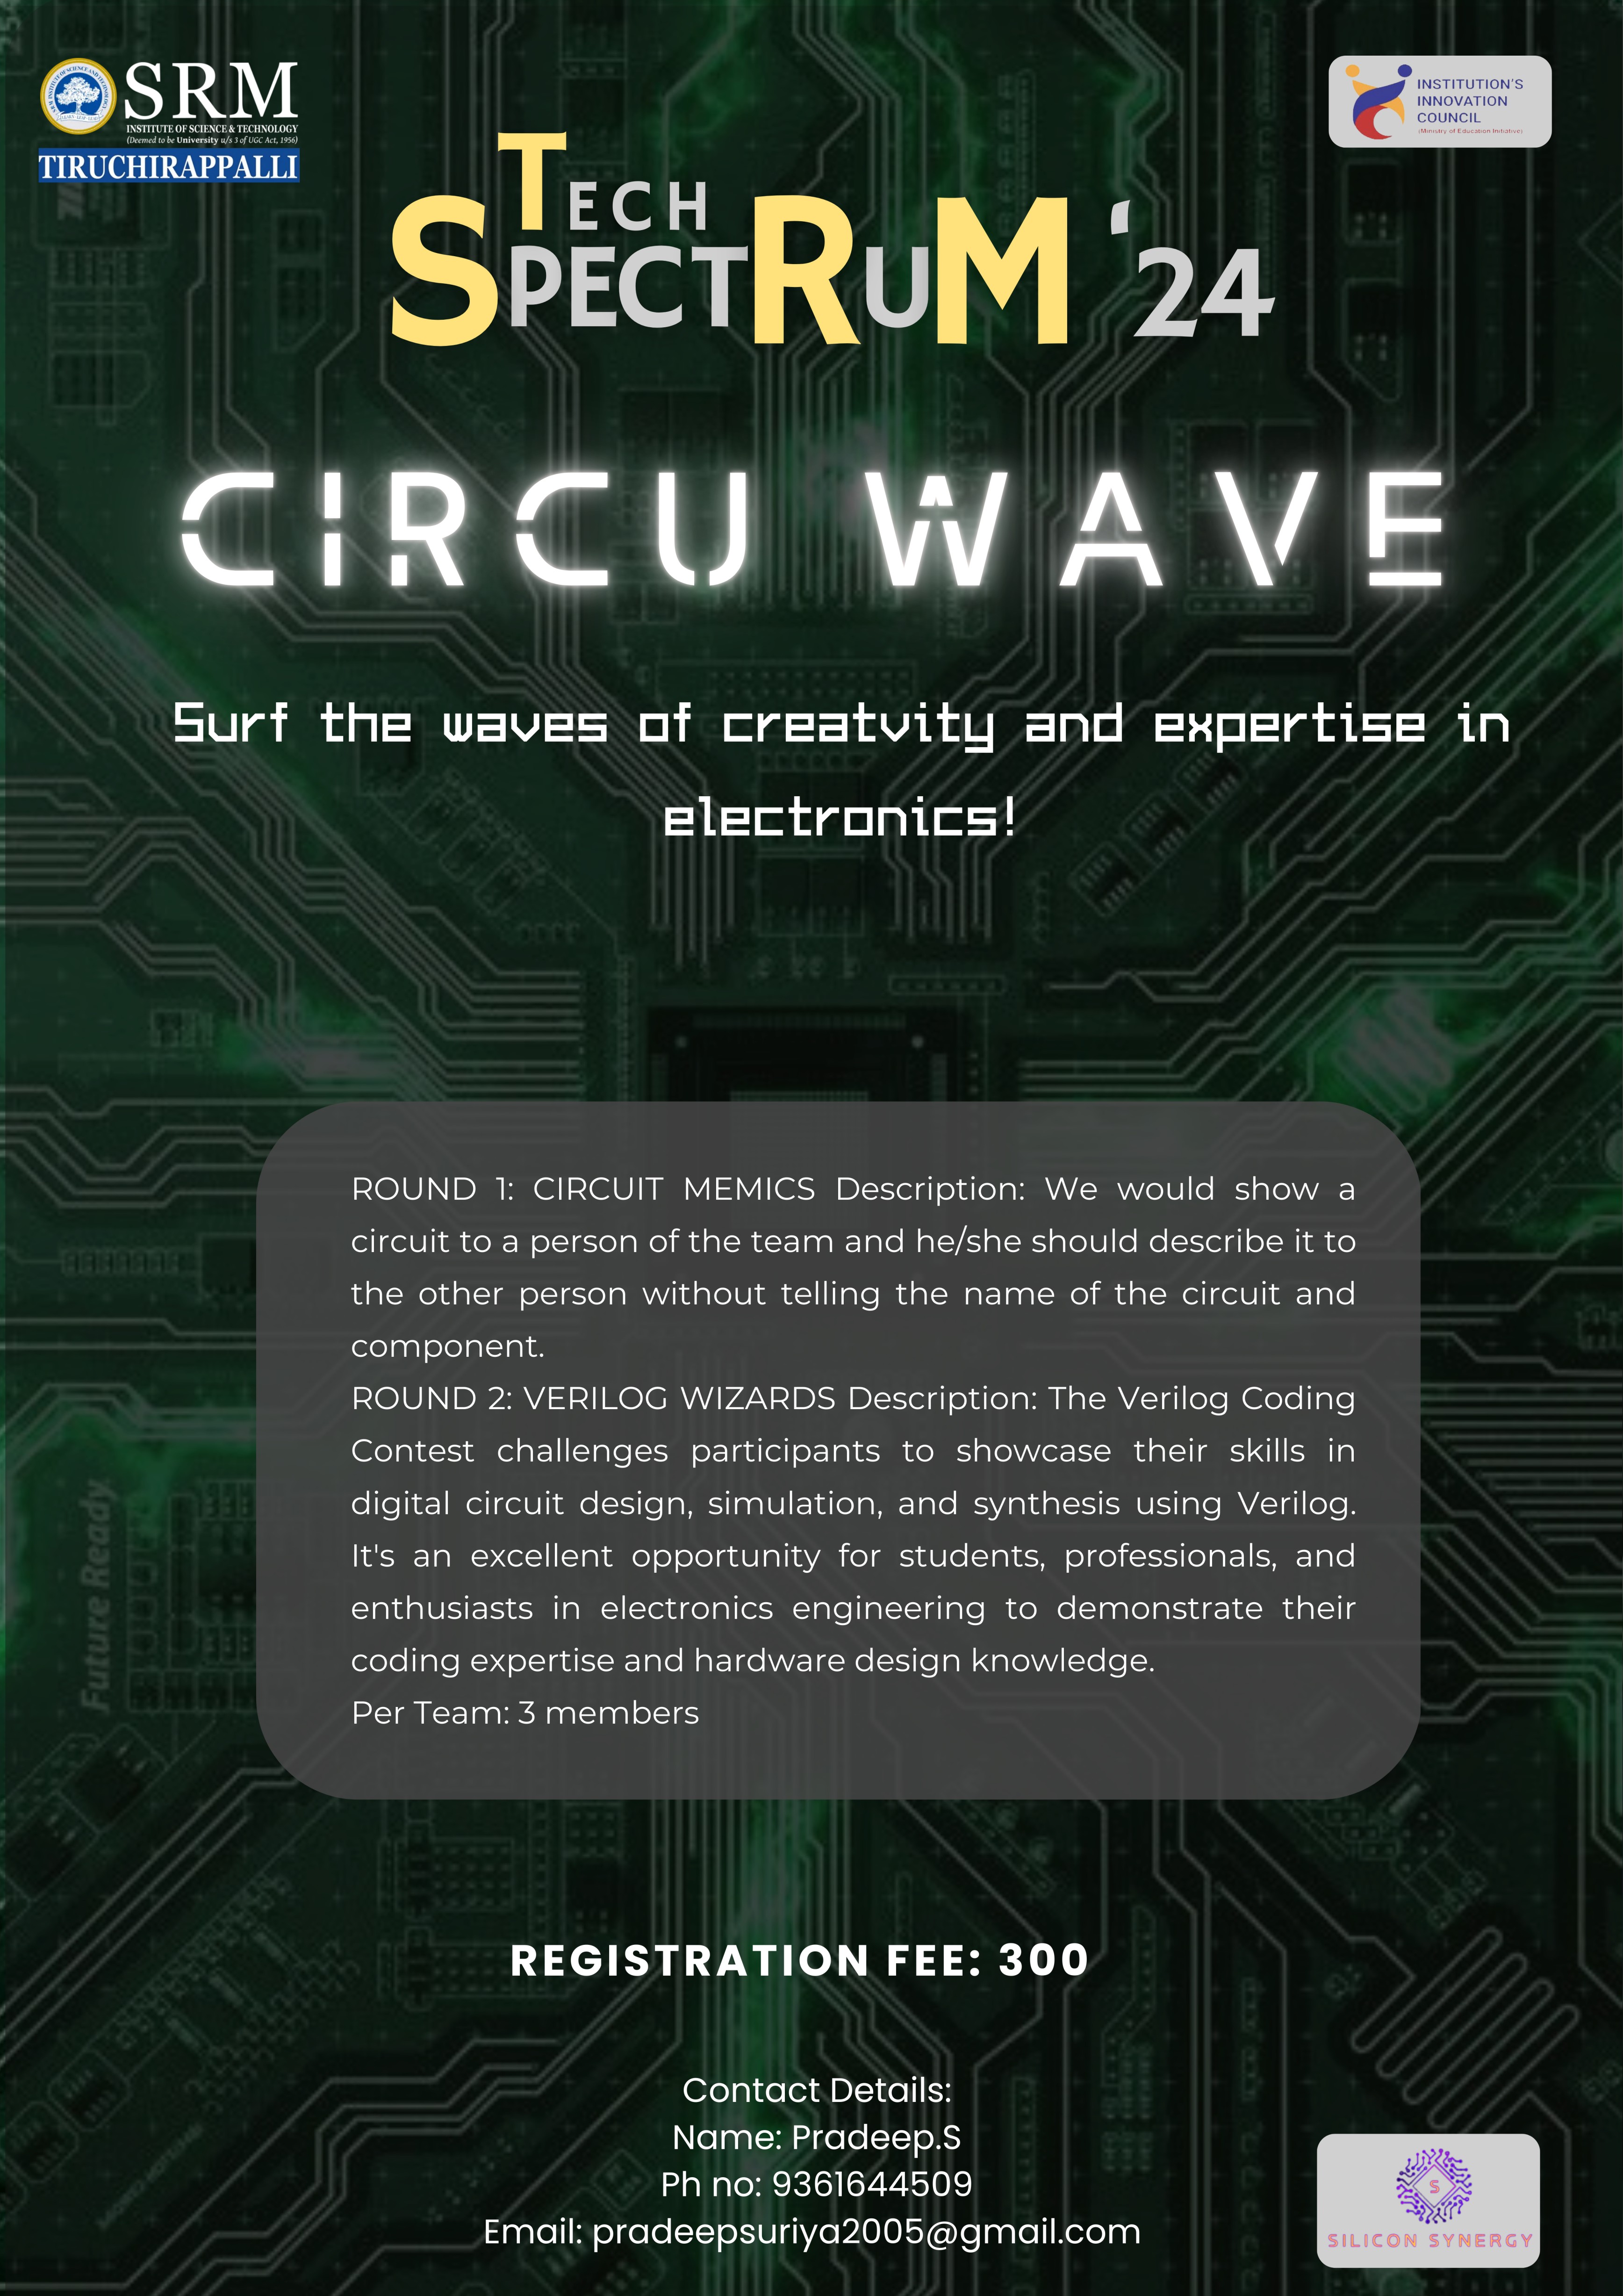 SRM
INSTITUTE OF SCIENCE & TECHNOLOGY
(Deemed to be University u/s 3 of UGC Act, 1956)
TIRUCHIRAPPALLI
INSTITUTION'S
INNOVATION
COUNCIL
(Ministry of Education Initiative)
TECH
SPECTRUM '24
CIRCU WAVE
Surf the waves of creatvity and expertise in
electronics!
ROUND 1: CIRCUIT MEMICS Description: We would show a
circuit to a person of the team and he/she should describe it to
the other person without telling the name of the circuit and
component.
ROUND 2: VERILOG WIZARDS Description: The Verilog Coding
Contest challenges participants to showcase their skills in
digital circuit design, simulation, and synthesis using Verilog.
It's an excellent opportunity for students, professionals, and
enthusiasts in electronics engineering to demonstrate their
coding expertise and hardware design knowledge.
Per Team: 3 members
Future Ready
REGISTRATION FEE: 300
Contact Details:
Name: Pradeep.S
Ph no: 9361644509
Email: pradeepsuriya2005@gmail.com
S
SILICON SYNERGY